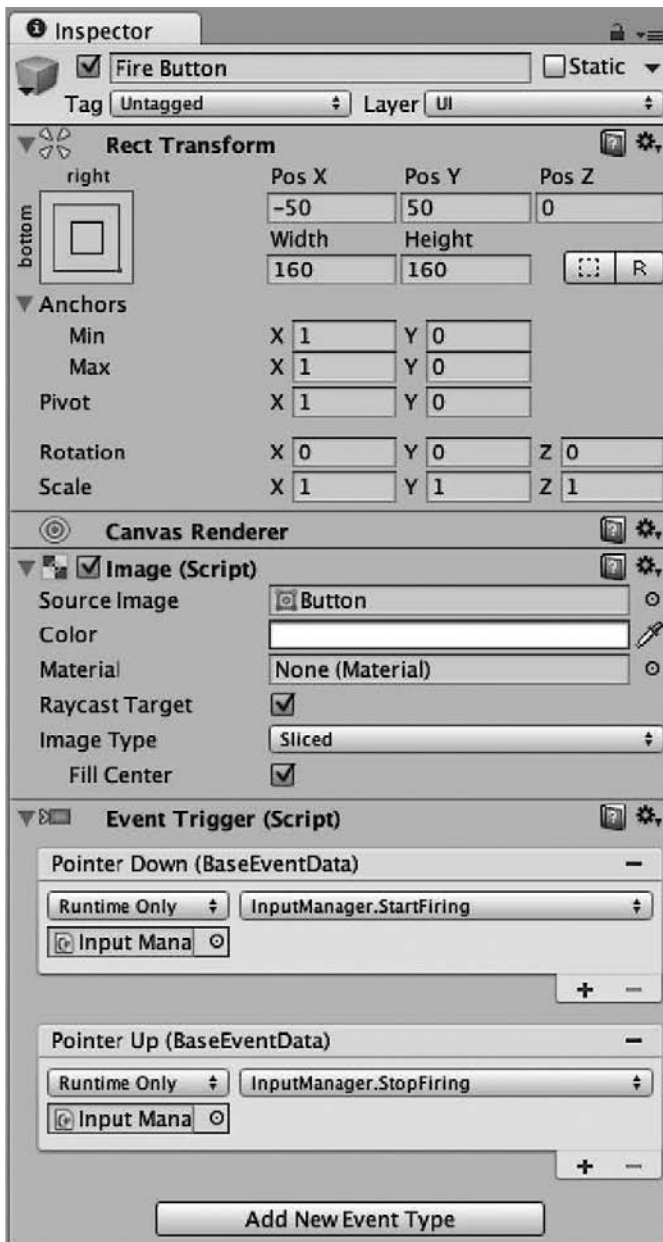 Inspector
Fire Button Static
Tag Untagged Layer UI
Rect Transform
right Pos X Pos Y Pos Z
bottom
-50 50 0
Width Height
160 160 R
Anchors
Min X 1 Y 0
Max X 1 Y 0
Pivot X 1 Y 0
Rotation X 0 Y 0 Z 0
Scale X 1 Y 1 Z 1
Canvas Renderer
Image (Script)
Source Image Button
Color
Material None (Material)
Raycast Target
Image Type Sliced
Fill Center
Event Trigger (Script)
Pointer Down (BaseEventData)
Runtime Only InputManager.StartFiring
Input Mana
Pointer Up (BaseEventData)
Runtime Only InputManager.StopFiring
Input Mana
Add New Event Type